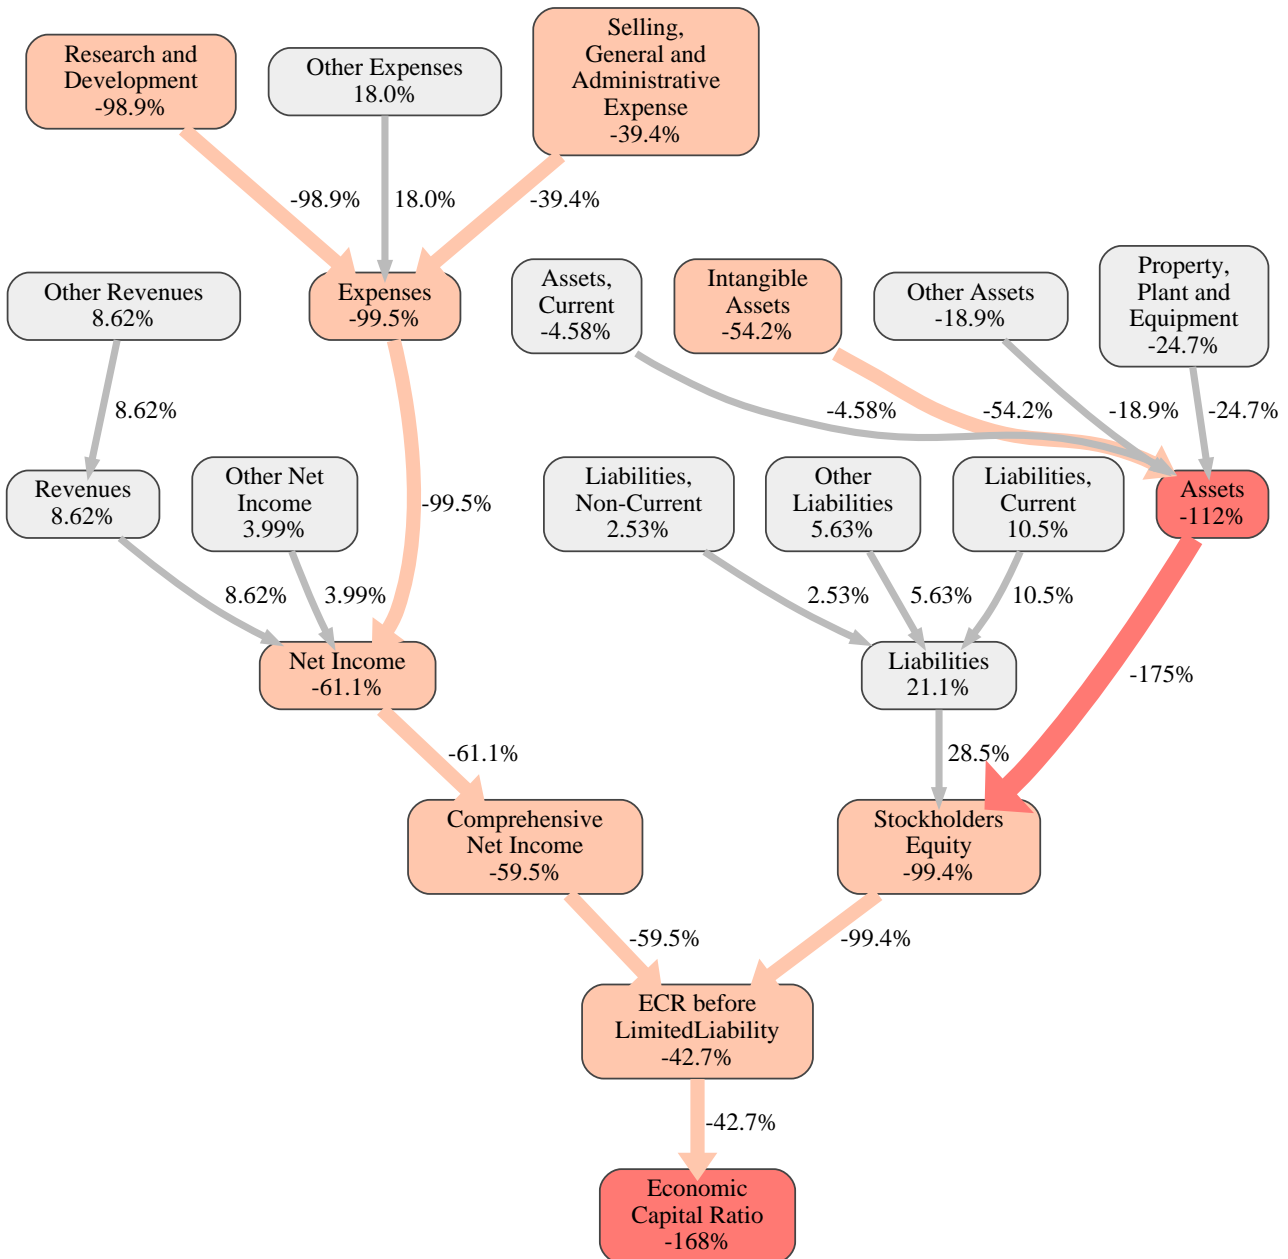 Research and
Development
-98.9%
Other Expenses
18.0%
Selling,
General and
Administrative
Expense
-39.4%
-98.9%
18.0%
-39.4%
Other Revenues
8.62%
Expenses
-99.5%
Assets,
Current
-4.58%
Intangible
Assets
-54.2%
Other Assets
-18.9%
Property,
Plant and
Equipment
-24.7%
8.62%
-4.58%
-54.2%
-18.9%
-24.7%
Revenues
8.62%
Other Net
Income
3.99%
-99.5%
Liabilities,
Non-Current
2.53%
Other
Liabilities
5.63%
Liabilities,
Current
10.5%
Assets
-112%
8.62%
3.99%
2.53%
5.63%
10.5%
Net Income
-61.1%
Liabilities
21.1%
-175%
-61.1%
28.5%
Comprehensive
Net Income
-59.5%
Stockholders
Equity
-99.4%
-59.5%
-99.4%
ECR before
LimitedLiability
-42.7%
-42.7%
Economic
Capital Ratio
-168%